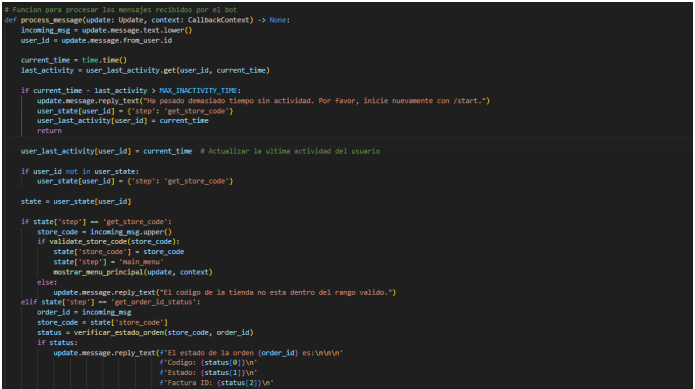 # Funcion para procesar los mensajes recibidos por el bot
def process_message(update: Update, context: CallbackContext) -> None:
    incoming_msg = update.message.text.lower()
    user_id = update.message.from_user.id

    current_time = time.time()
    last_activity = user_last_activity.get(user_id, current_time)

    if current_time - last_activity > MAX_INACTIVITY_TIME:
        update.message.reply_text("Ha pasado demasiado tiempo sin actividad. Por favor, inicie nuevamente con /start.")
        user_state[user_id] = {'step': 'get_store_code'}
        user_last_activity[user_id] = current_time
        return

    user_last_activity[user_id] = current_time  # Actualizar la ultima actividad del usuario

    if user_id not in user_state:
        user_state[user_id] = {'step': 'get_store_code'}

    state = user_state[user_id]

    if state['step'] == 'get_store_code':
        store_code = incoming_msg.upper()
        if validate_store_code(store_code):
            state['store_code'] = store_code
            state['step'] = 'main_menu'
            mostrar_menu_principal(update, context)
        else:
            update.message.reply_text("El codigo de la tienda no esta dentro del rango valido.")
    elif state['step'] == 'get_order_id_status':
        order_id = incoming_msg
        store_code = state['store_code']
        status = verificar_estado_orden(store_code, order_id)
        if status:
            update.message.reply_text(f'El estado de la orden {order_id} es:\n\n\n'
                                      f'Codigo: {status[0]}\n'
                                      f'Estado: {status[1]}\n'
                                      f'Factura ID: {status[2]}\n'